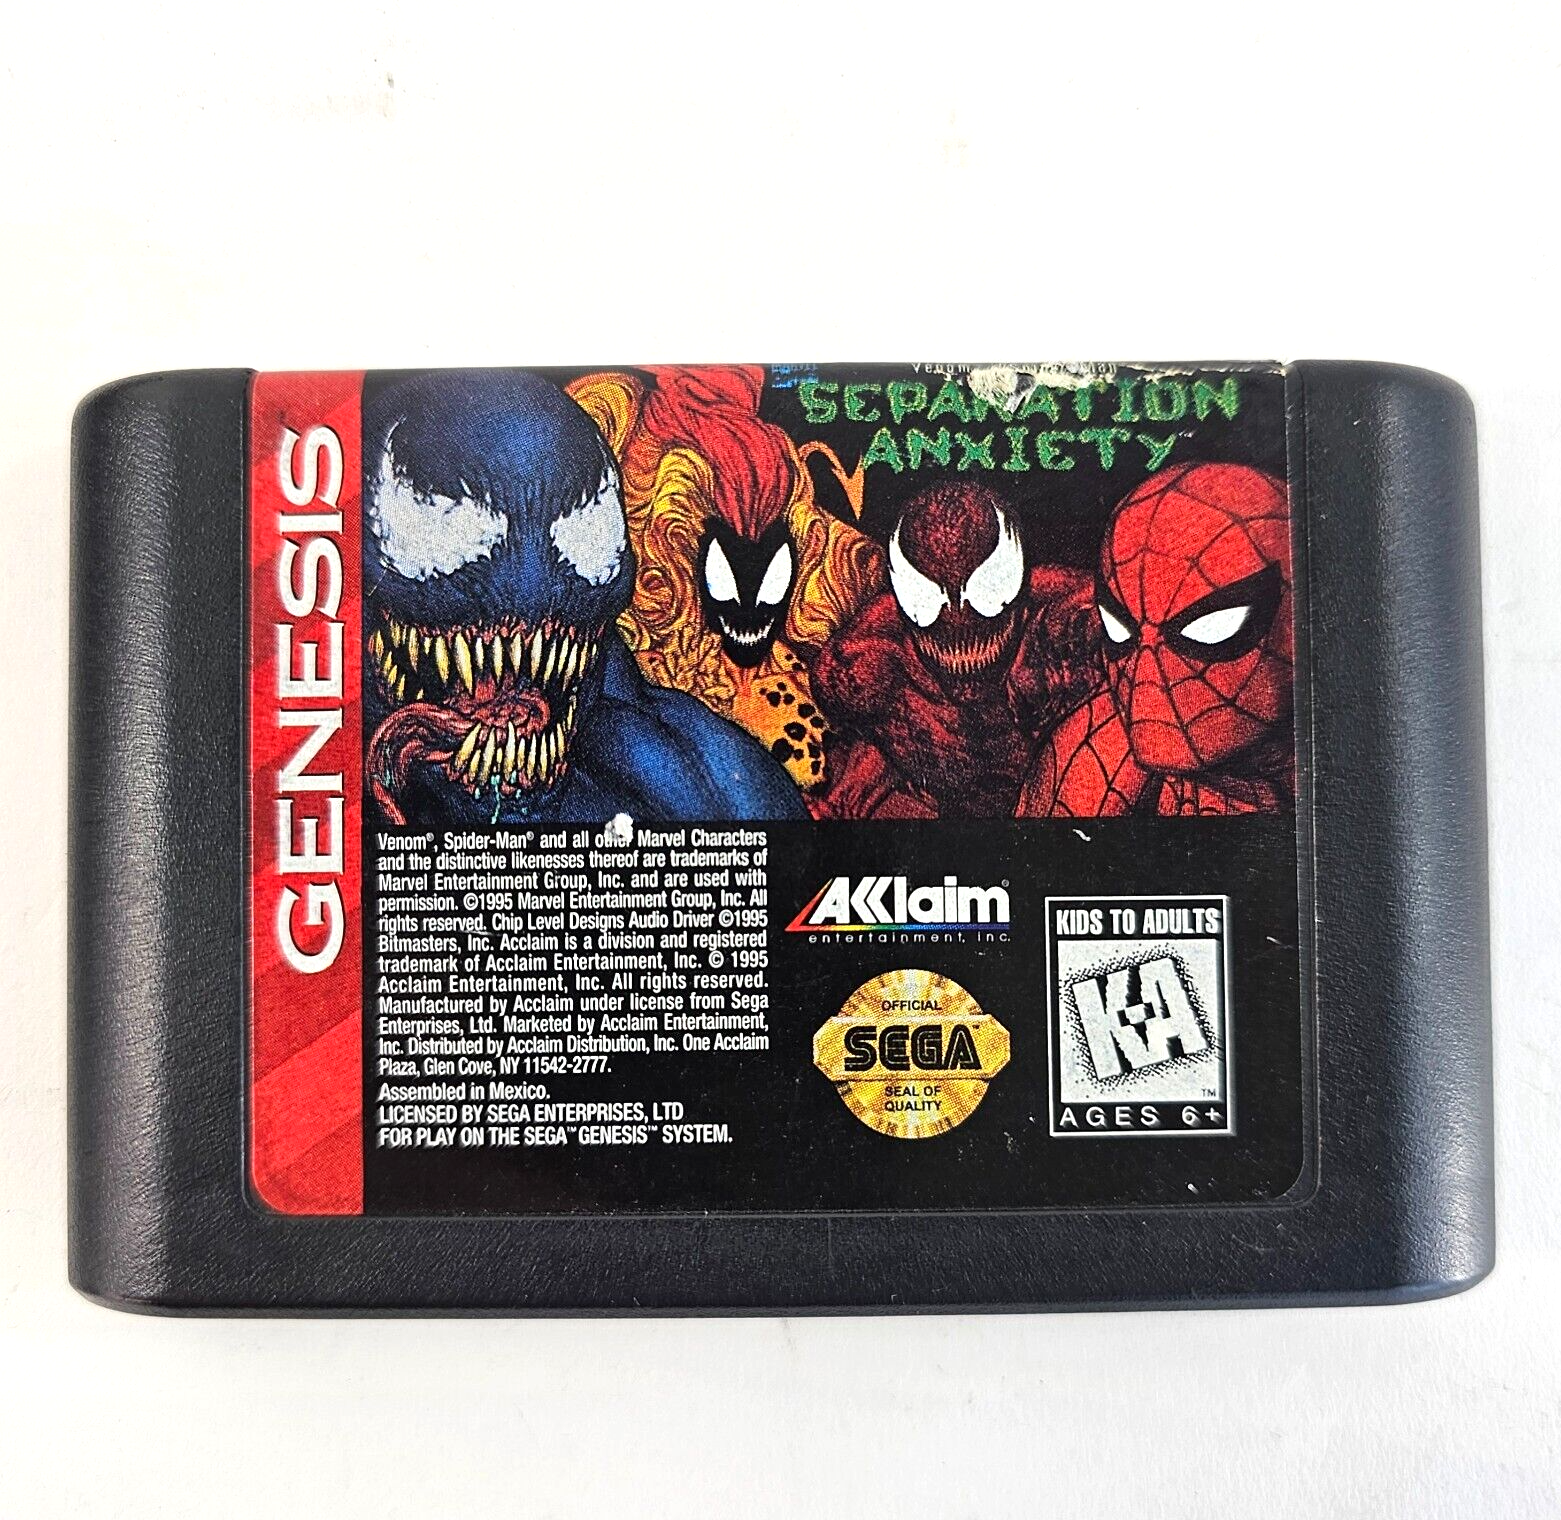 GENESIS
SEPARATION
ANXIETY™
Venom®, Spider-Man® and all other Marvel Characters
and the distinctive likenesses thereof are trademarks of
Marvel Entertainment Group, Inc. and are used with
permission. ©1995 Marvel Entertainment Group, Inc. All
rights reserved. Chip Level Designs Audio Driver ©1995
Bitmasters, Inc. Acclaim is a division and registered
trademark of Acclaim Entertainment, Inc. © 1995
Acclaim Entertainment, Inc. All rights reserved.
Manufactured by Acclaim under license from Sega
Enterprises, Ltd. Marketed by Acclaim Entertainment,
Inc. Distributed by Acclaim Distribution, Inc. One Acclaim
Plaza, Glen Cove, NY 11542-2777.
Assembled in Mexico.
LICENSED BY SEGA ENTERPRISES, LTD
FOR PLAY ON THE SEGA™ GENESIS™ SYSTEM.
AKKlaim®
entertainment, inc.
OFFICIAL
SEGA™
SEAL OF
QUALITY
KIDS TO ADULTS
K-A
™
AGES 6+